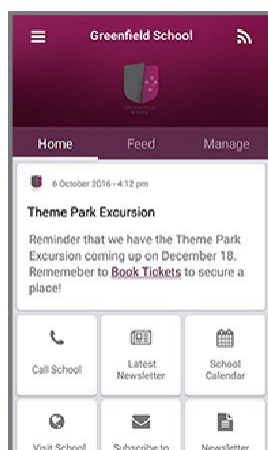 Greenfield School
Home Feed Manage
6 October 2016 - 4:12 pm
Theme Park Excursion
Reminder that we have the Theme Park
Excursion coming up on December 18.
Rememeber to Book Tickets to secure a
place!
Call School
Latest
Newsletter
School
Calendar
Visit School
Subscribe to
Newsletter